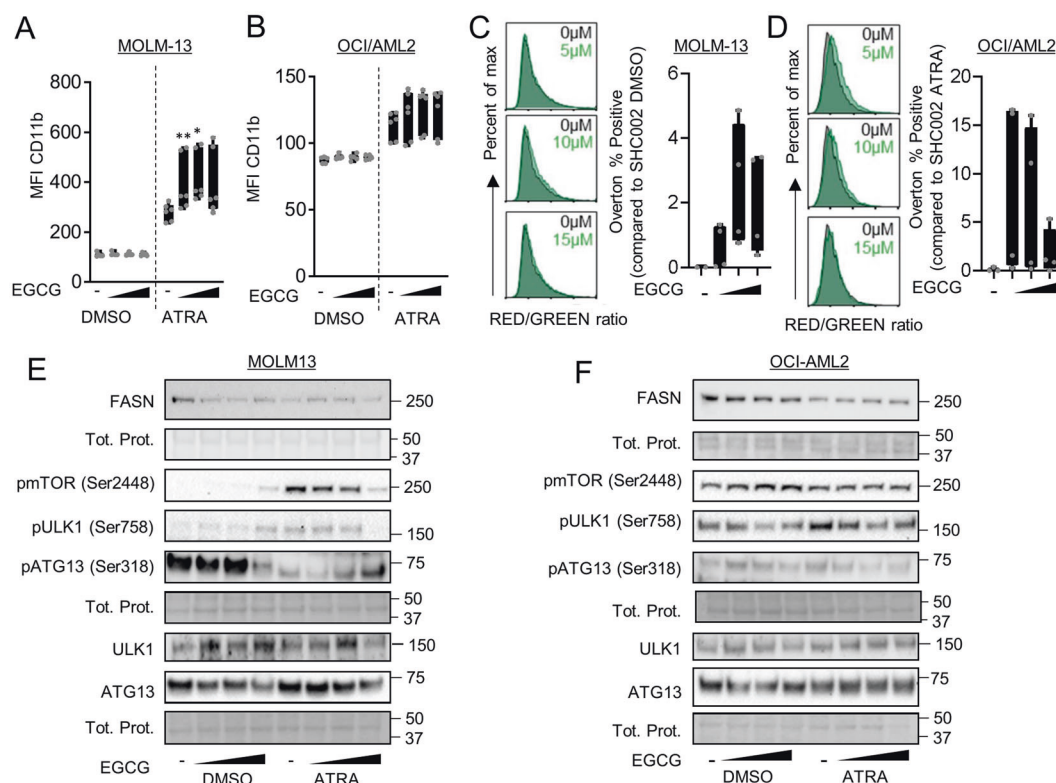 A
MOLM-13
MFI CD11b
800
600
400
200
0
** *
EGCG
-
DMSO
ATRA
B
OCI/AML2
MFI CD11b
150
100
50
0
-
-
DMSO
ATRA
C
Percent of max
0µM
5µM
0µM
10µM
0µM
15µM
RED/GREEN ratio
MOLM-13
Overton % Positive
(compared to SHC002 DMSO)
6
4
2
0
EGCG
-
D
Percent of max
0µM
5µM
0µM
10µM
0µM
15µM
RED/GREEN ratio
OCI/AML2
Overton % Positive
(compared to SHC002 ATRA)
20
15
10
5
0
EGCG
-
E
MOLM13
FASN
250
Tot. Prot.
50
37
pmTOR (Ser2448)
250
pULK1 (Ser758)
150
pATG13 (Ser318)
75
Tot. Prot.
50
37
ULK1
150
ATG13
75
Tot. Prot.
50
37
EGCG
-
-
DMSO
ATRA
F
OCI-AML2
FASN
250
Tot. Prot.
50
37
pmTOR (Ser2448)
250
pULK1 (Ser758)
150
pATG13 (Ser318)
75
Tot. Prot.
50
37
ULK1
150
ATG13
75
Tot. Prot.
50
37
EGCG
-
-
DMSO
ATRA